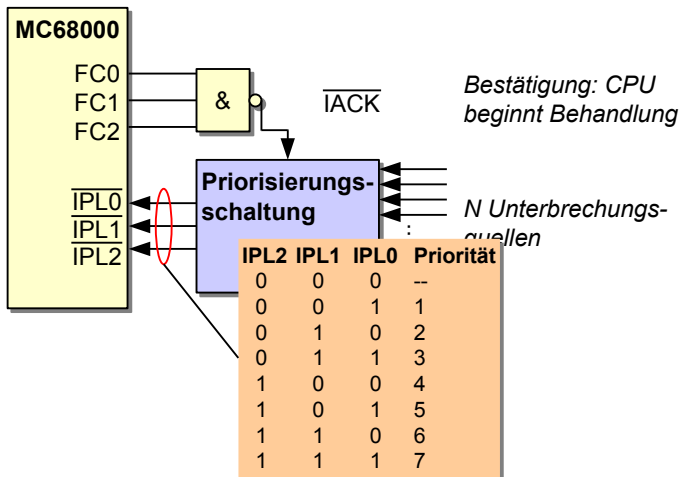 MC68000
FC0
FC1
FC2
&
IACK
Bestätigung: CPU
beginnt Behandlung
IPL0
IPL1
IPL2
Priorisierungs-
schaltung
N Unterbrechungs-
quellen
:
IPL2 IPL1 IPL0 Priorität
0 0 0 --
0 0 1 1
0 1 0 2
0 1 1 3
1 0 0 4
1 0 1 5
1 1 0 6
1 1 1 7